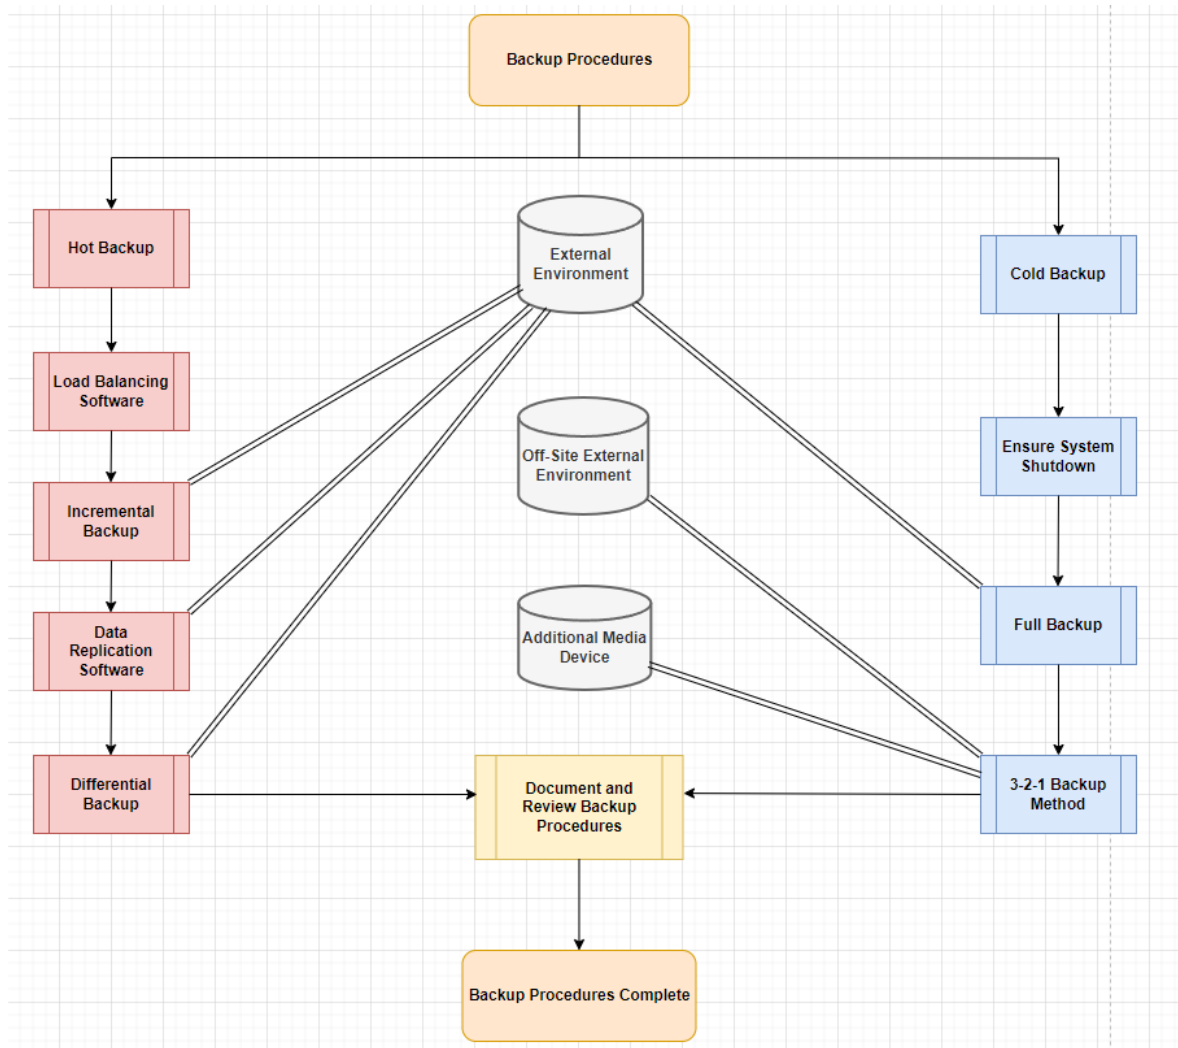 Backup Procedures
Hot Backup
External
Environment
Cold Backup
Load Balancing
Software
Off-Site External
Environment
Ensure System
Shutdown
Incremental
Backup
Data
Replication
Software
Additional Media
Device
Full Backup
Differential
Backup
Document and
Review Backup
Procedures
3-2-1 Backup
Method
Backup Procedures Complete